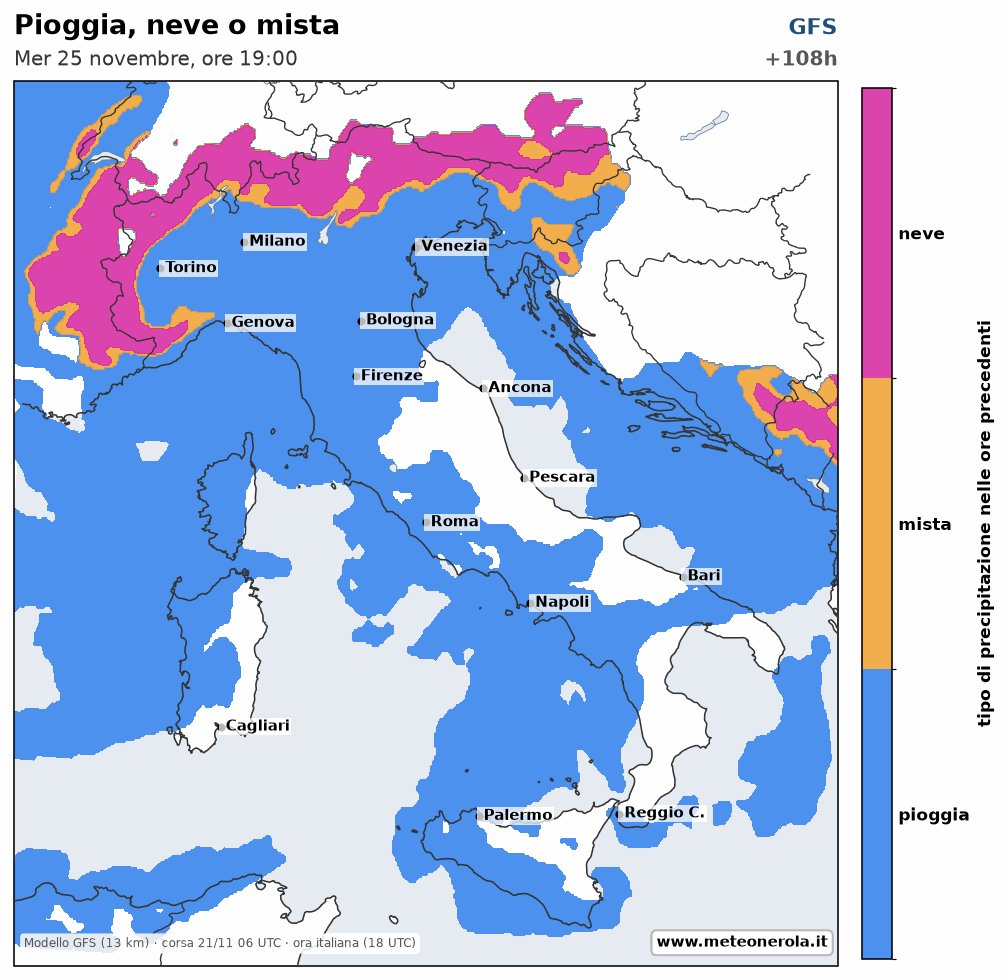 Pioggia, neve o mista
GFS
Mer 25 novembre, ore 19:00
+108h
neve
mista
pioggia
tipo di precipitazione nelle ore precedenti
Milano
Venezia
Torino
Genova
Bologna
Firenze
Ancona
Pescara
Roma
Bari
Napoli
Cagliari
Palermo
Reggio C.
Modello GFS (13 km) · corsa 21/11 06 UTC · ora italiana (18 UTC)
www.meteonerola.it